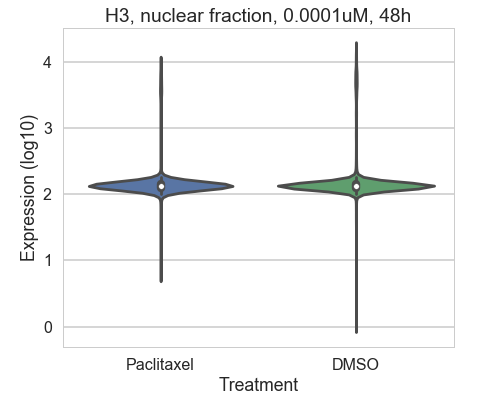 H3, nuclear fraction, 0.0001uM, 48h
Expression (log10)
4
3
2
1
0
Paclitaxel DMSO
Treatment